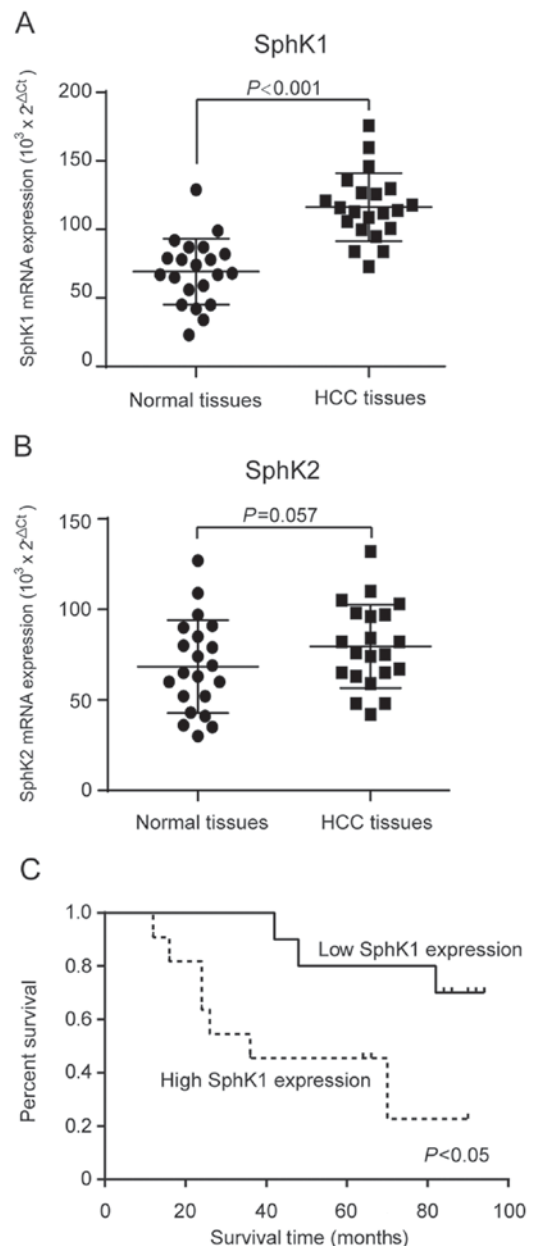 A
SphK1
SphK1 mRNA expression (10³ x 2⁻ΔCt)
P<0.001
200
150
100
50
0
Normal tissues HCC tissues
B
SphK2
SphK2 mRNA expression (10³ x 2⁻ΔCt)
P=0.057
150
100
50
0
Normal tissues HCC tissues
C
Percent survival
1.0
0.8
0.6
0.4
0.2
0
Low SphK1 expression
High SphK1 expression
P<0.05
0 20 40 60 80 100
Survival time (months)